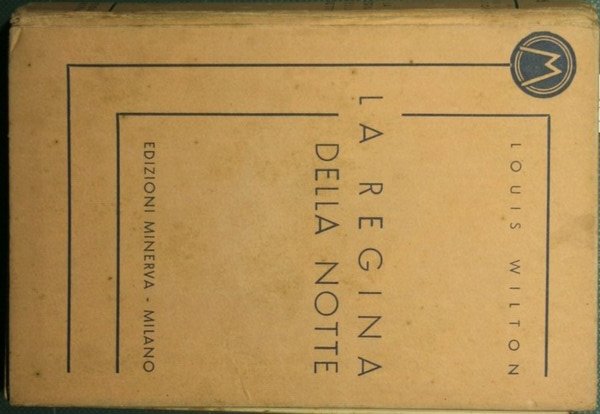 M
LOUIS WILTON
LA REGINA
DELLA NOTTE
EDIZIONI MINERVA - MILANO